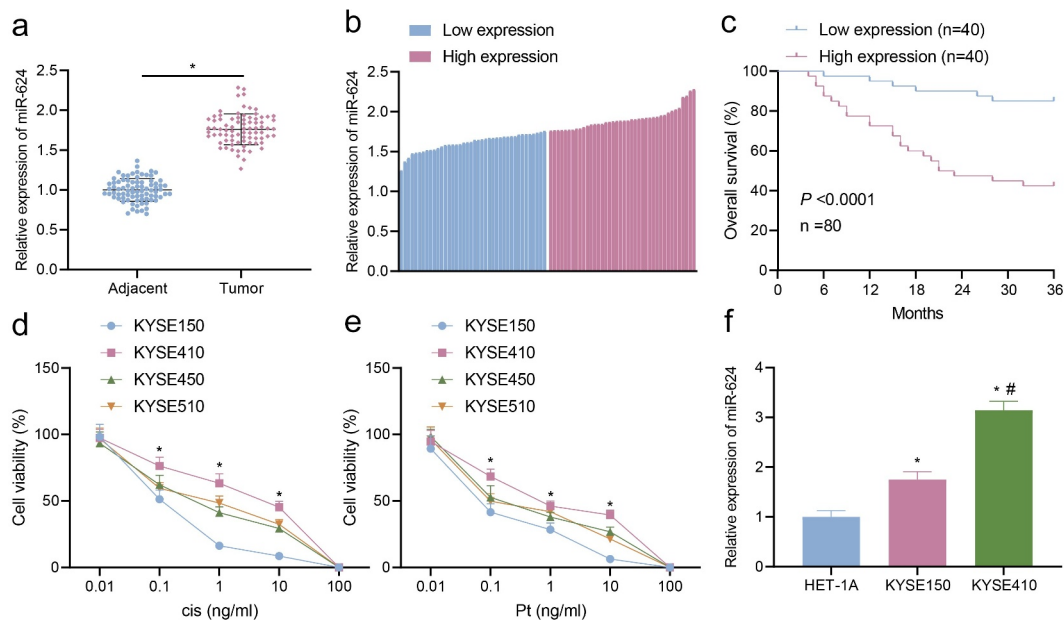 a
*
Relative expression of miR-624
2.5
2.0
1.5
1.0
0.5
0.0
Adjacent
Tumor
b
Low expression
High expression
Relative expression of miR-624
2.5
2.0
1.5
1.0
0.5
0.0
c
Low expression (n=40)
High expression (n=40)
Overall survival (%)
100
80
60
40
20
0
P <0.0001
n =80
0
6
12
18
24
30
36
Months
d
KYSE150
KYSE410
KYSE450
KYSE510
Cell viability (%)
150
100
50
0
*
*
*
0.01
0.1
1
10
100
cis (ng/ml)
e
KYSE150
KYSE410
KYSE450
KYSE510
Cell viability (%)
150
100
50
0
*
*
*
0.01
0.1
1
10
100
Pt (ng/ml)
f
Relative expression of miR-624
4
3
2
1
0
*
* #
HET-1A
KYSE150
KYSE410